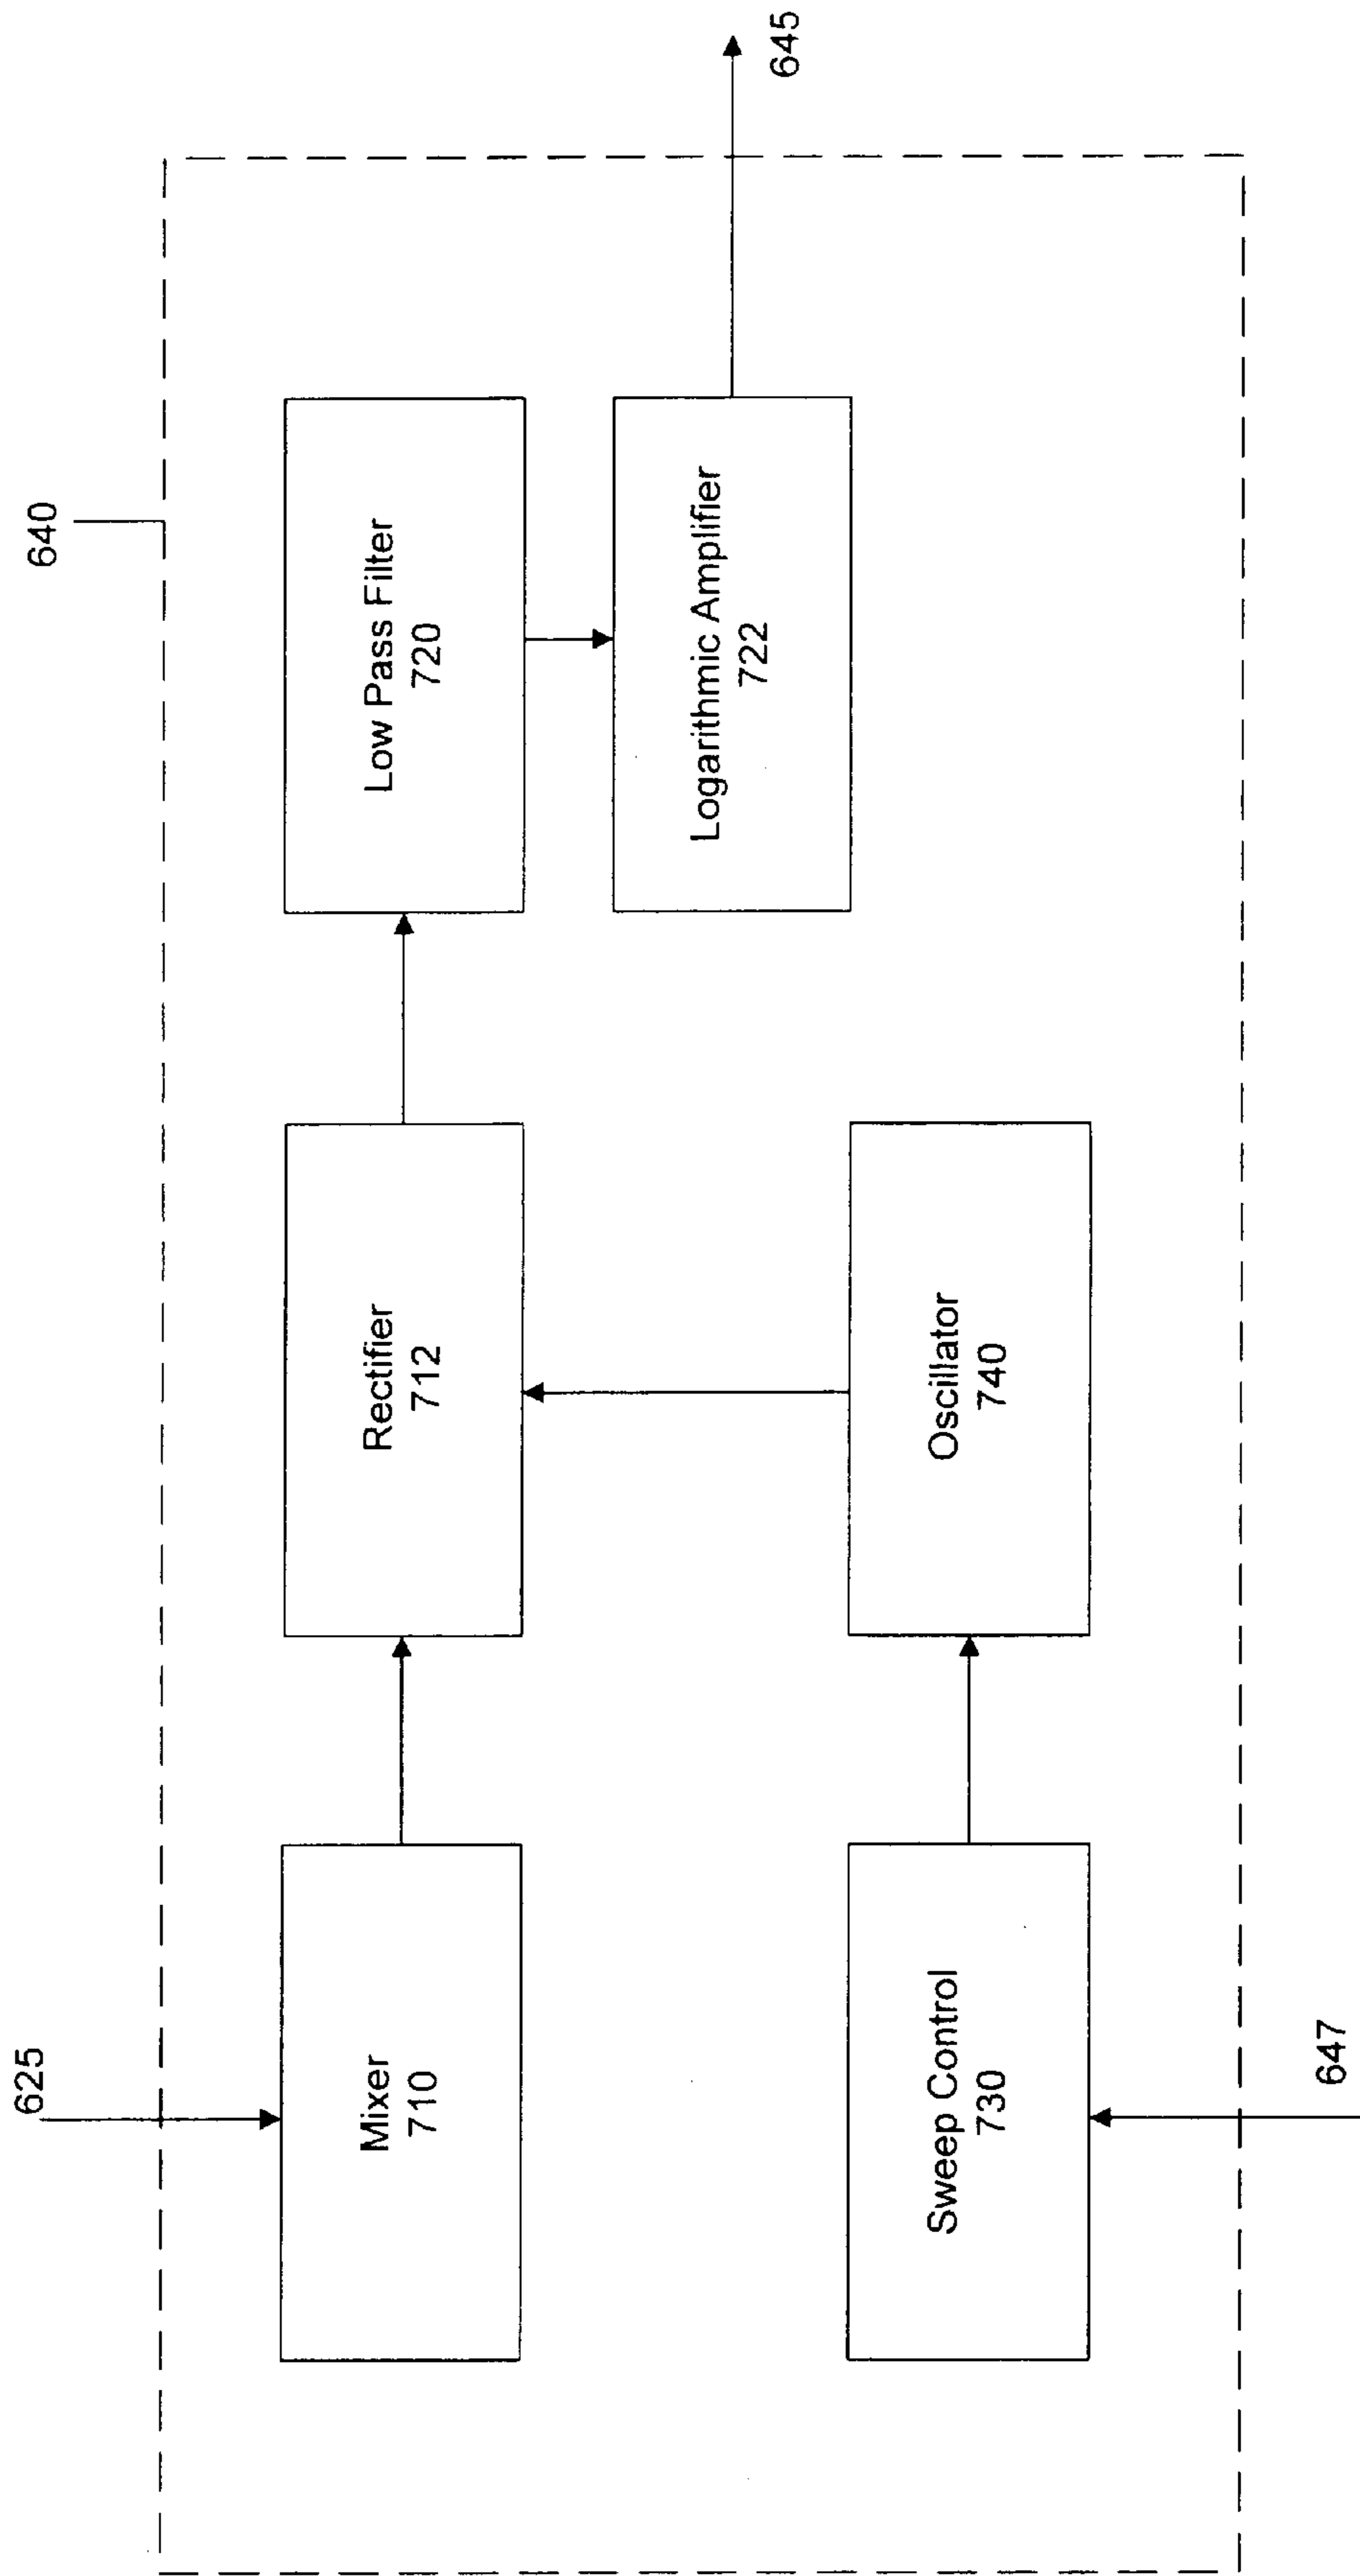 640
645
Low Pass Filter
720
Logarithmic Amplifier
722
Rectifier
712
Oscillator
740
625
Mixer
710
Sweep Control
730
647